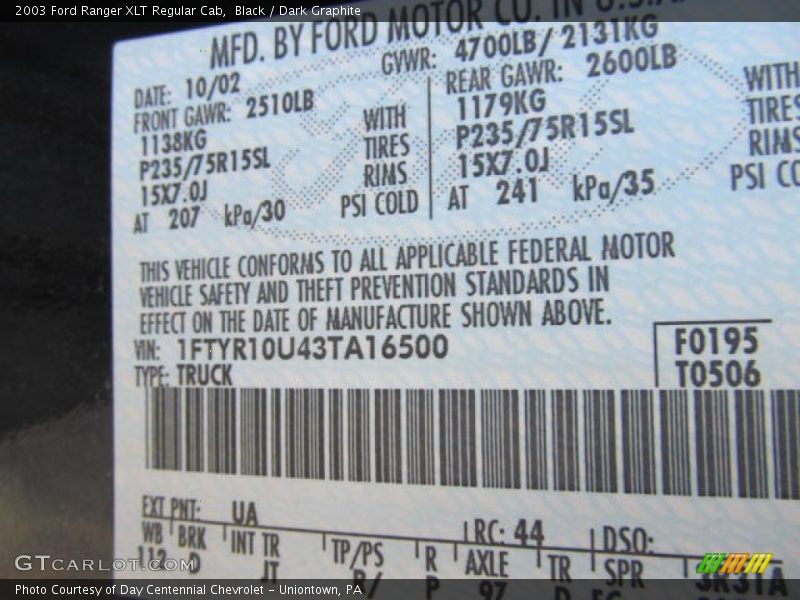 2003 Ford Ranger XLT Regular Cab, Black / Dark Graphite
MFD. BY FORD MOTOR CO. IN U.S.A.
DATE: 10/02 GVWR: 4700LB/ 2131KG
FRONT GAWR: 2510LB REAR GAWR: 2600LB
1138KG WITH 1179KG WITH
P235/75R15SL TIRES P235/75R15SL TIRES
15X7.0J RIMS 15X7.0J RIMS
AT 207 kPa/30 PSI COLD AT 241 kPa/35 PSI CO
THIS VEHICLE CONFORMS TO ALL APPLICABLE FEDERAL MOTOR
VEHICLE SAFETY AND THEFT PREVENTION STANDARDS IN
EFFECT ON THE DATE OF MANUFACTURE SHOWN ABOVE.
VIN: 1FTYR10U43TA16500 F0195
TYPE: TRUCK T0506
EXT PNT: UA RC: 44 DSO:
WB BRK INT TR TP/PS R AXLE TR SPR
112 D JT P 97 D 3R31A
GTCARLOT.COM
Photo Courtesy of Day Centennial Chevrolet – Uniontown, PA